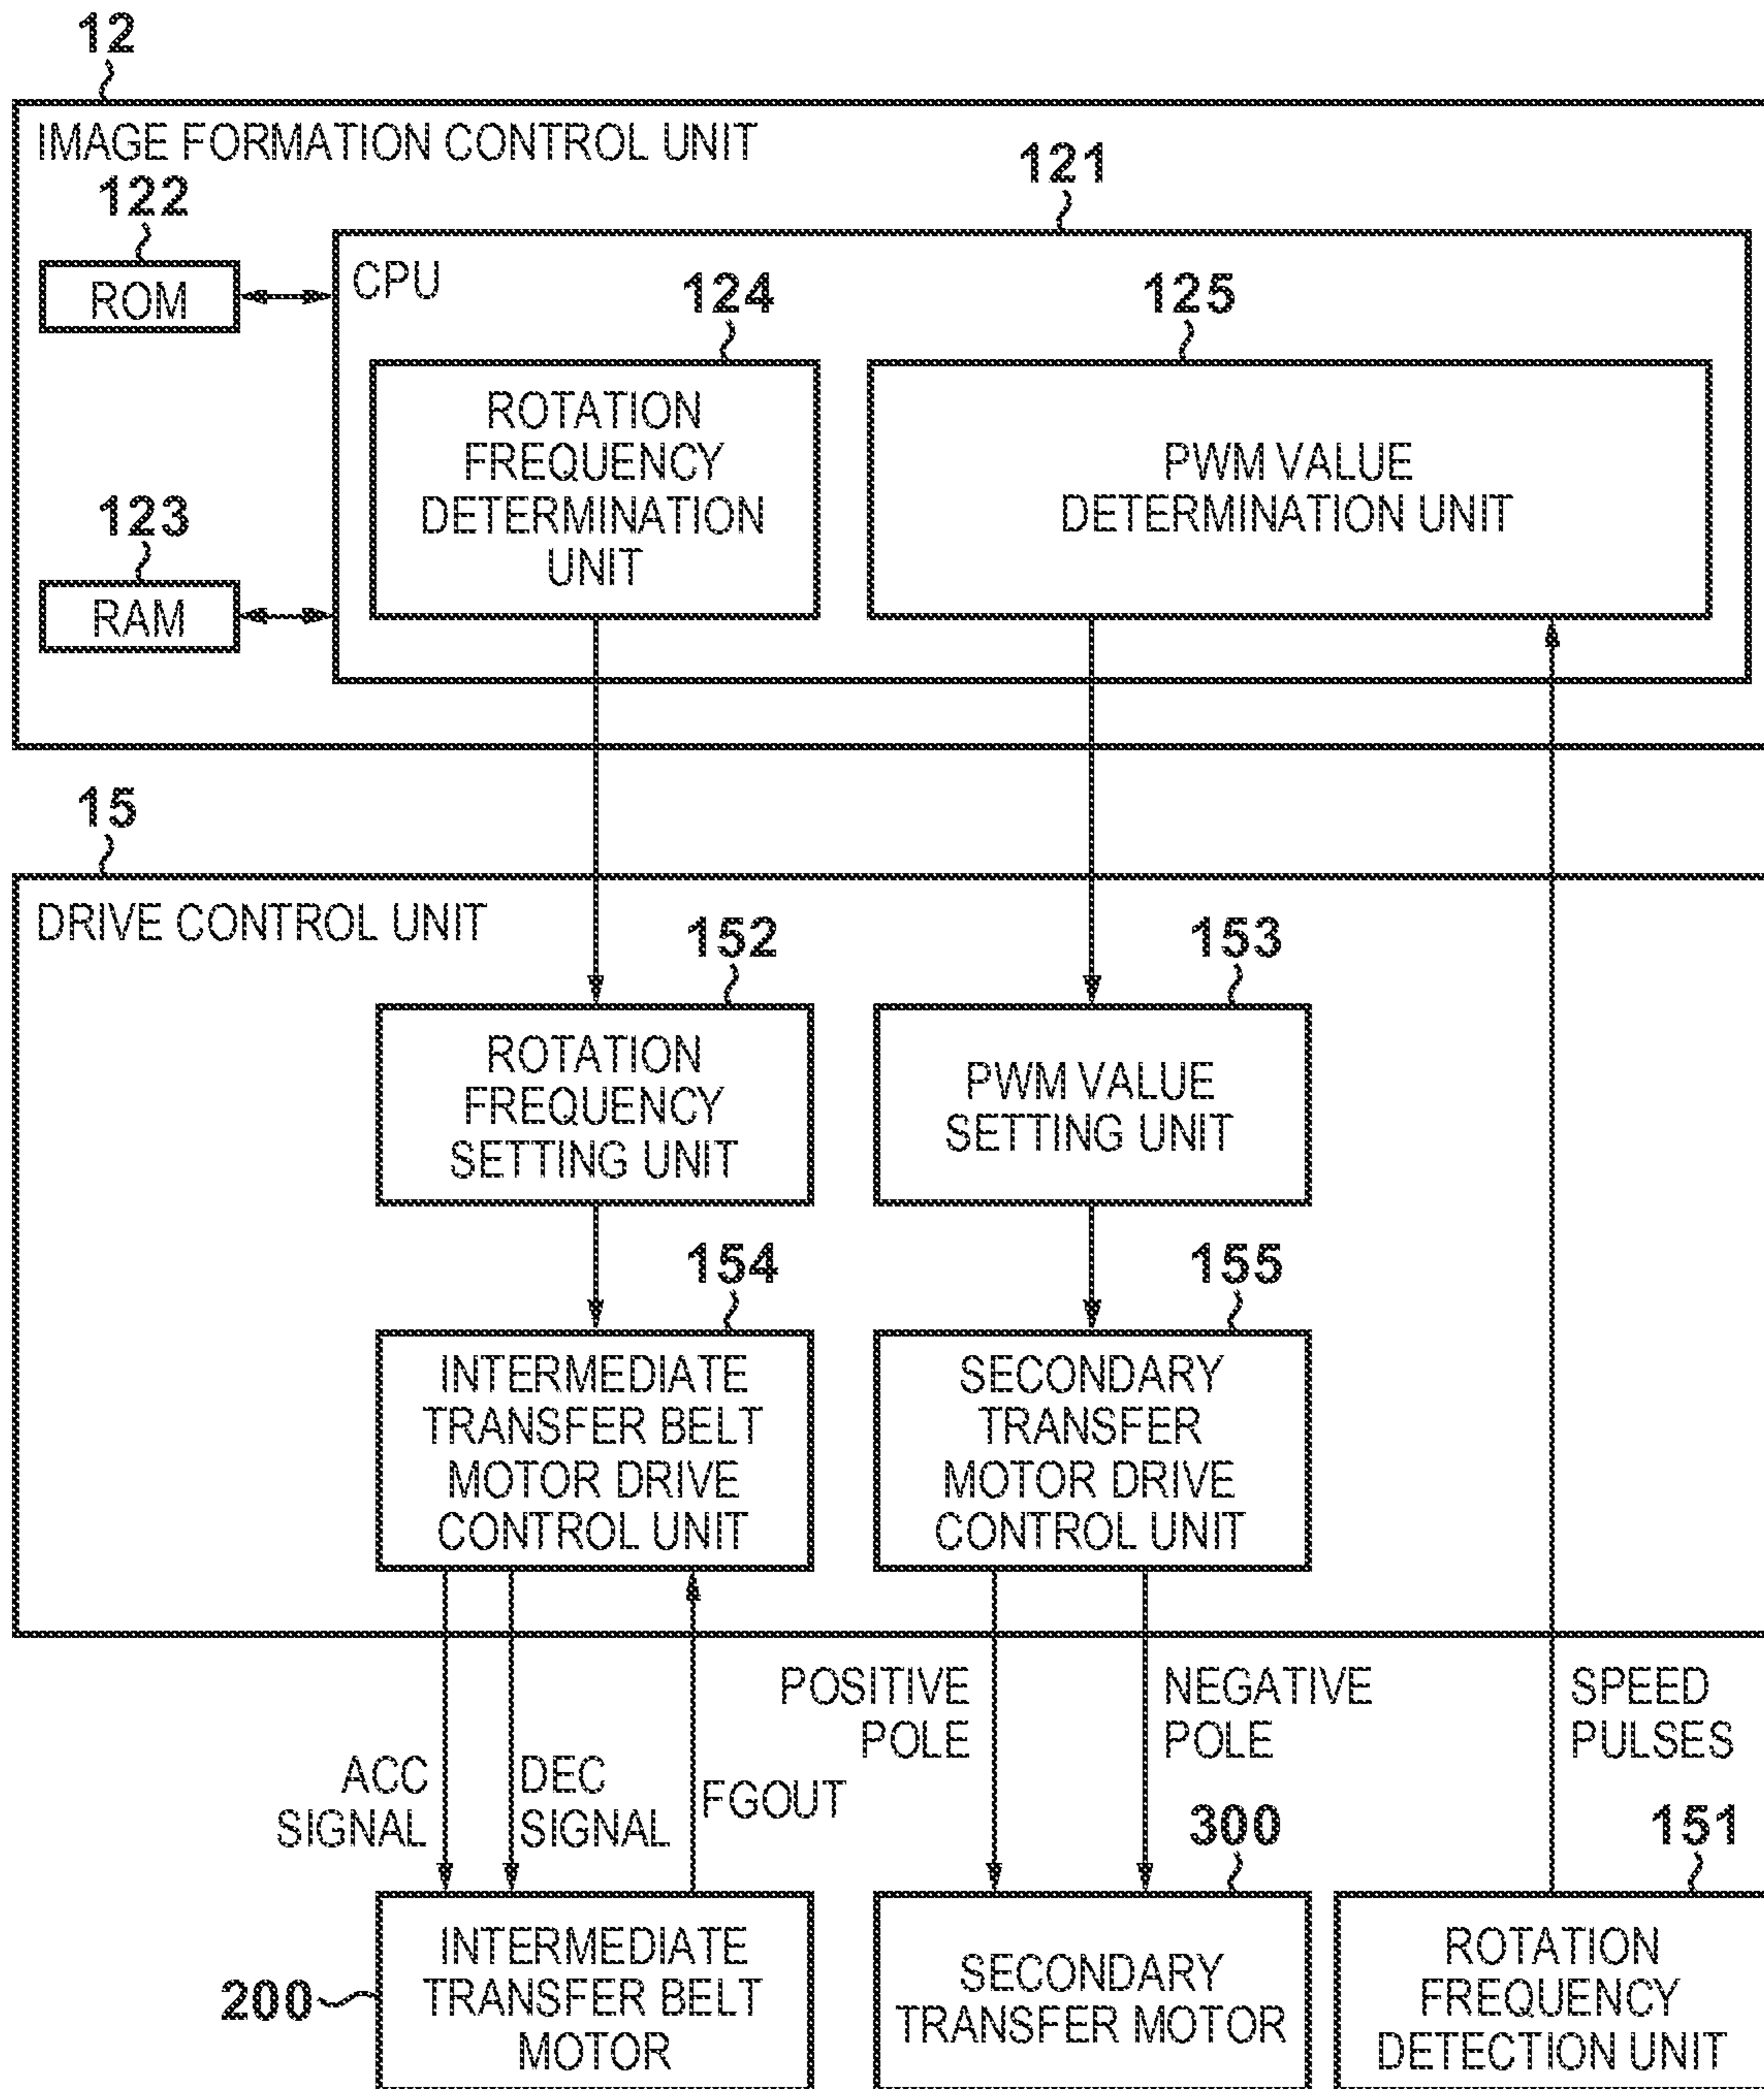 12
IMAGE FORMATION CONTROL UNIT
121
122
ROM
CPU
124
125
ROTATION
FREQUENCY
DETERMINATION
UNIT
PWM VALUE
DETERMINATION UNIT
123
RAM
15
DRIVE CONTROL UNIT
152
153
ROTATION
FREQUENCY
SETTING UNIT
PWM VALUE
SETTING UNIT
154
155
INTERMEDIATE
TRANSFER BELT
MOTOR DRIVE
CONTROL UNIT
SECONDARY
TRANSFER
MOTOR DRIVE
CONTROL UNIT
ACC
SIGNAL
DEC
SIGNAL
FGOUT
POSITIVE
POLE
NEGATIVE
POLE
SPEED
PULSES
300
151
200
INTERMEDIATE
TRANSFER BELT
MOTOR
SECONDARY
TRANSFER MOTOR
ROTATION
FREQUENCY
DETECTION UNIT